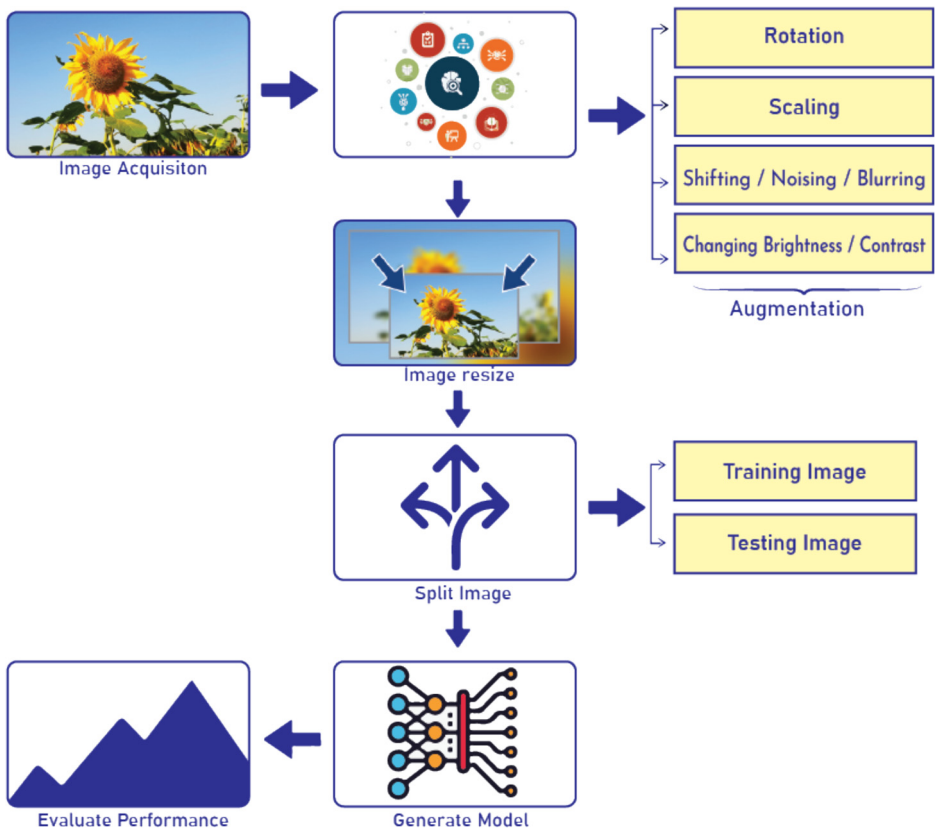 Image Acquisiton
Rotation
Scaling
Shifting / Noising / Blurring
Changing Brightness / Contrast
Augmentation
Image resize
Split Image
Training Image
Testing Image
Generate Model
Evaluate Performance